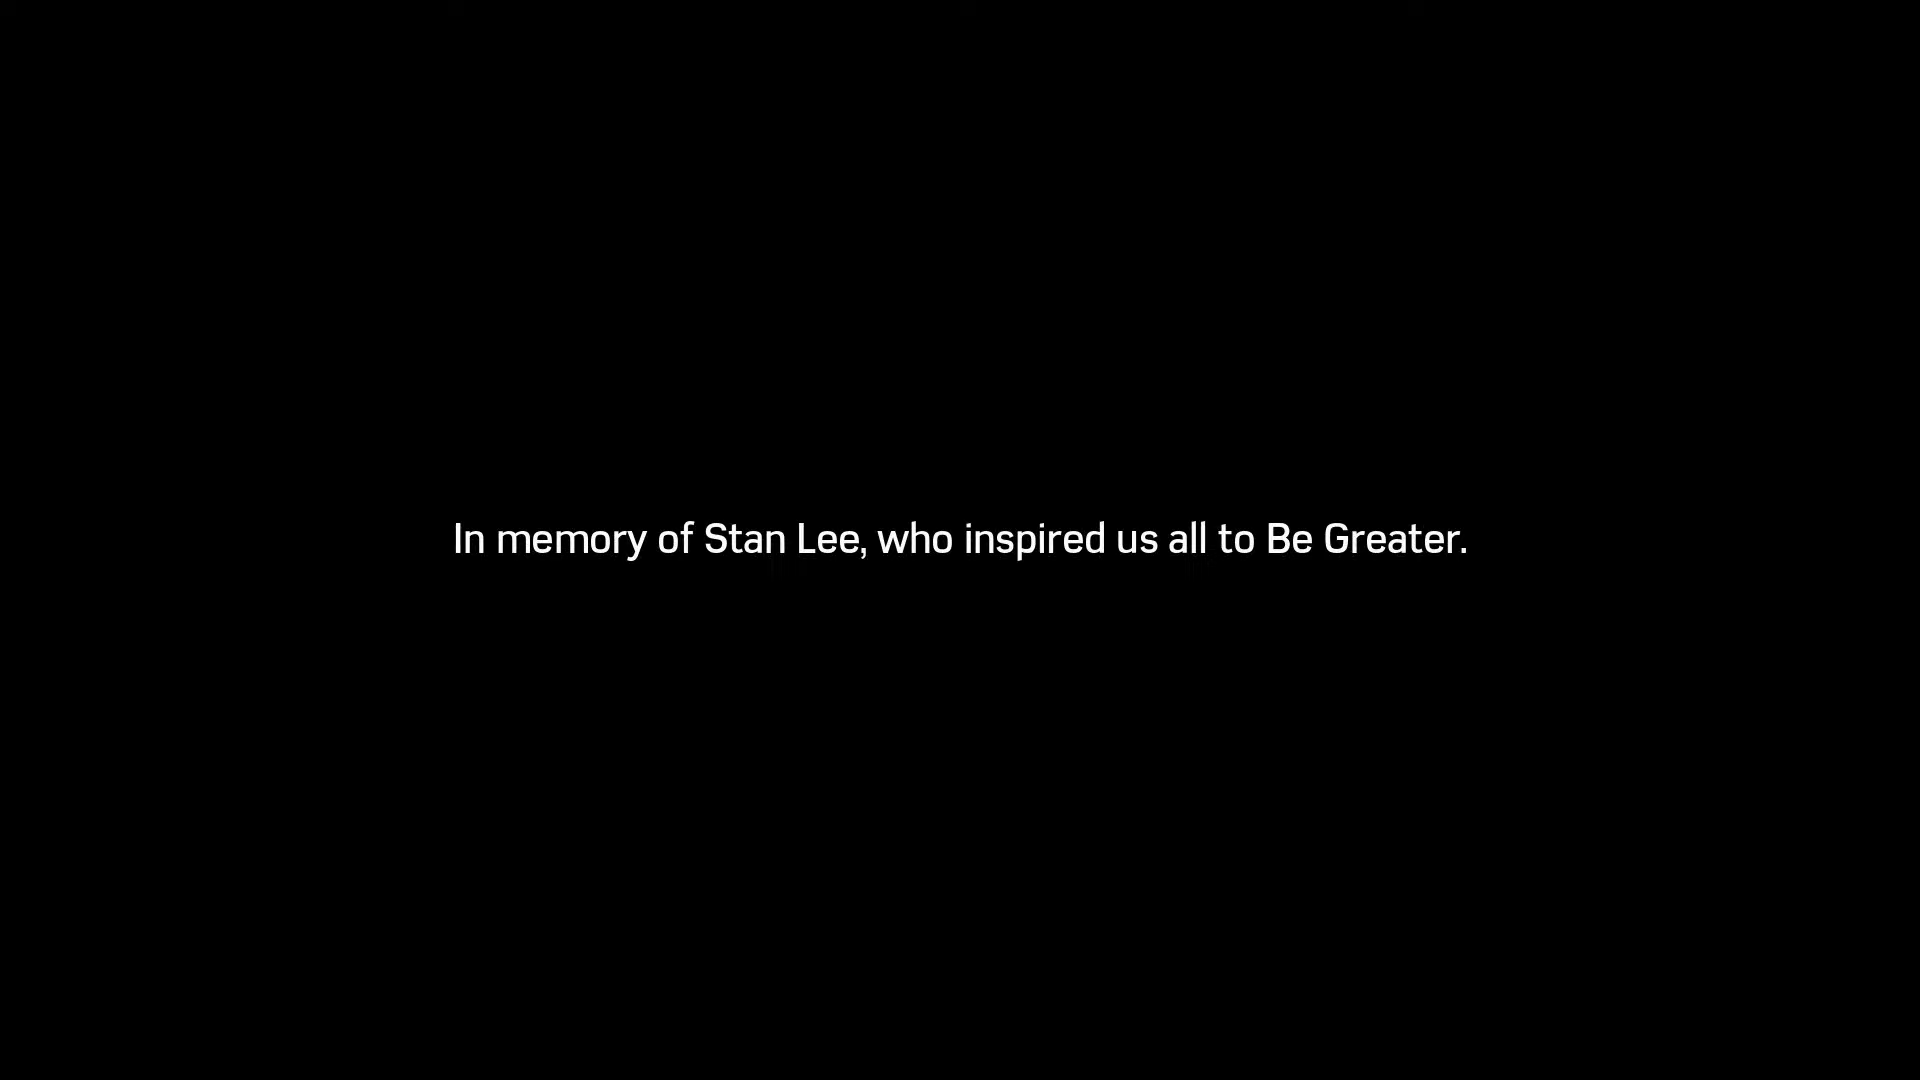 In memory of Stan Lee, who inspired us all to Be Greater.